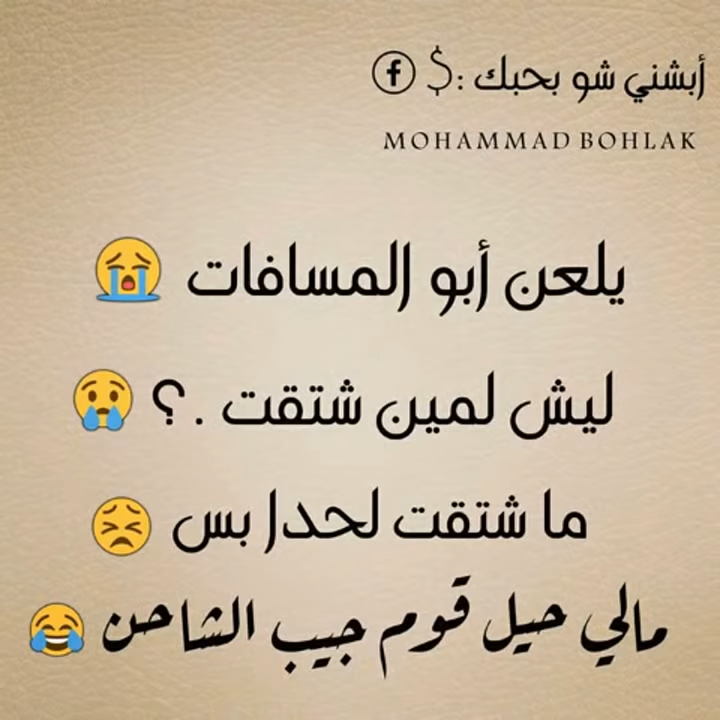 أبشني شو بحبك :$
MOHAMMAD BOHLAK
يلعن أبو المسافات 😭
ليش لمين شتقت .؟ 😢
ما شتقت لحدا بس 😣
مالي حيل قوم جيب الشاحن 😂